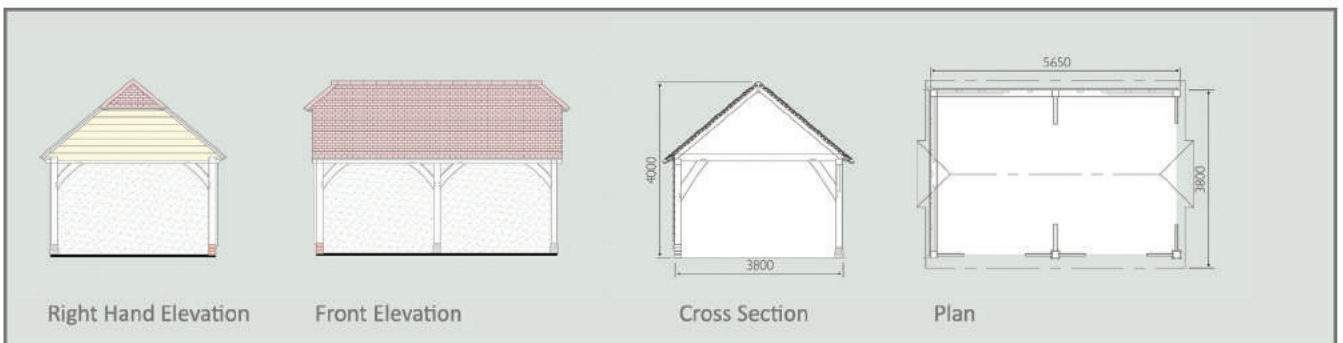 5650
4000
3800
3800
Right Hand Elevation
Front Elevation
Cross Section
Plan